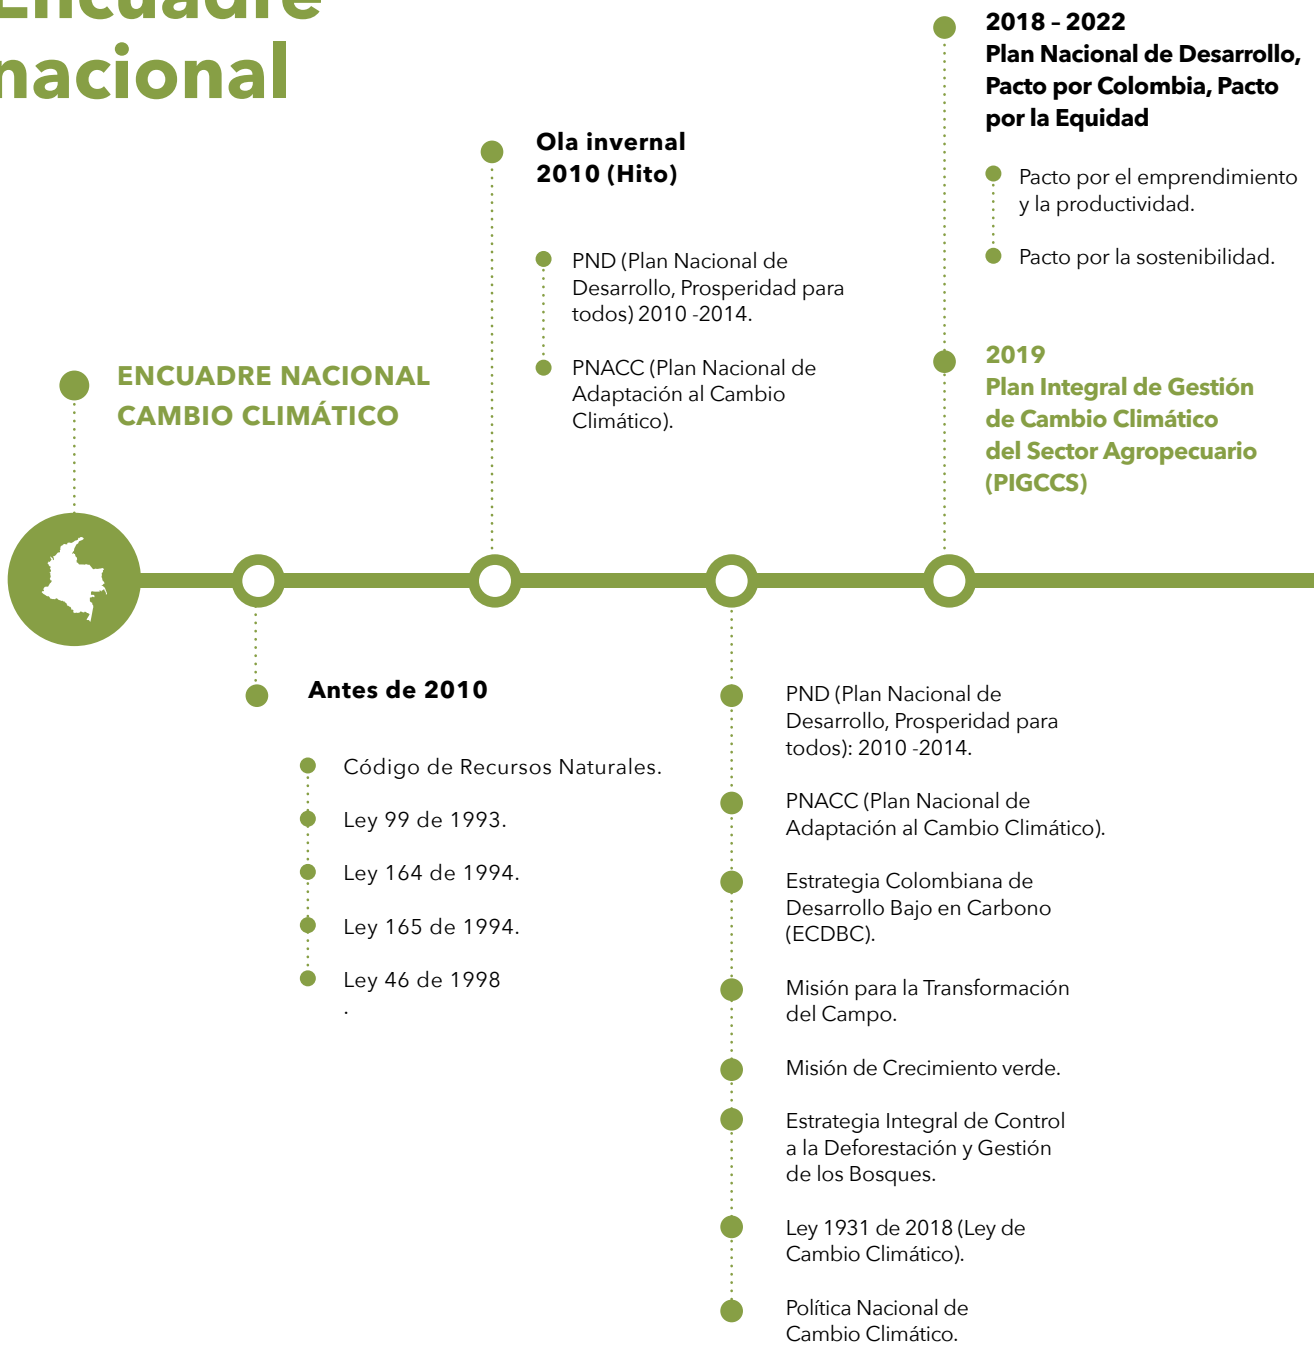 Encuadre
nacional
ENCUADRE NACIONAL
CAMBIO CLIMÁTICO
Antes de 2010
Código de Recursos Naturales.
Ley 99 de 1993.
Ley 164 de 1994.
Ley 165 de 1994.
Ley 46 de 1998
.
Ola invernal
2010 (Hito)
PND (Plan Nacional de
Desarrollo, Prosperidad para
todos) 2010 -2014.
PNACC (Plan Nacional de
Adaptación al Cambio
Climático).
PND (Plan Nacional de
Desarrollo, Prosperidad para
todos): 2010 -2014.
PNACC (Plan Nacional de
Adaptación al Cambio Climático).
Estrategia Colombiana de
Desarrollo Bajo en Carbono
(ECDBC).
Misión para la Transformación
del Campo.
Misión de Crecimiento verde.
Estrategia Integral de Control
a la Deforestación y Gestión
de los Bosques.
Ley 1931 de 2018 (Ley de
Cambio Climático).
Política Nacional de
Cambio Climático.
2018 – 2022
Plan Nacional de Desarrollo,
Pacto por Colombia, Pacto
por la Equidad
Pacto por el emprendimiento
y la productividad.
Pacto por la sostenibilidad.
2019
Plan Integral de Gestión
de Cambio Climático
del Sector Agropecuario
(PIGCCS)